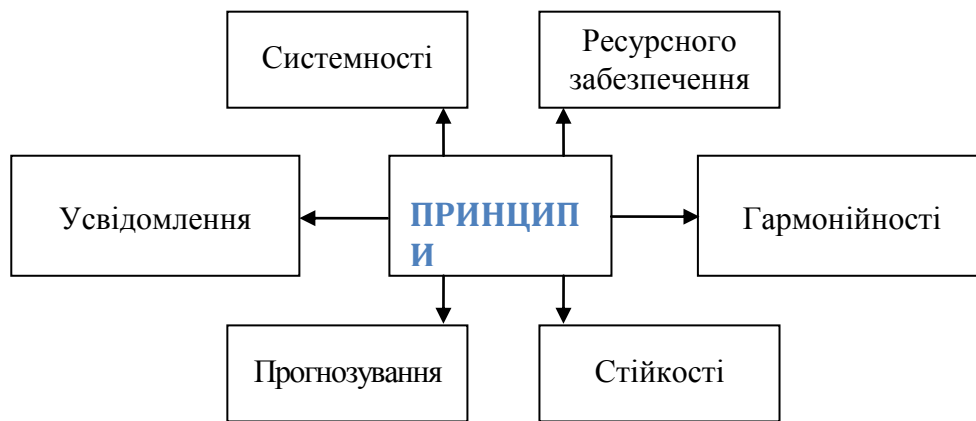 Системності
Ресурсного
забезпечення
Усвідомлення
ПРИНЦИП
И
Гармонійності
Прогнозування
Стійкості